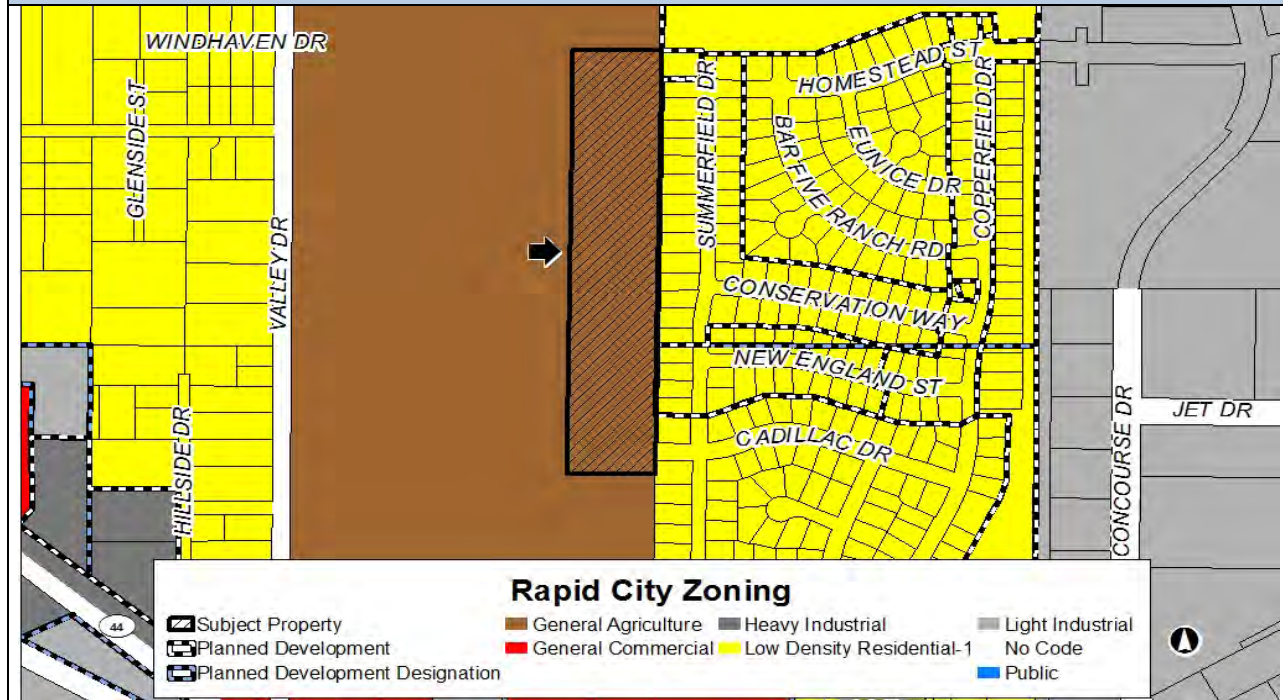 WINDHAVEN DR
GLENSIDE ST
VALLEY DR
HILLSIDE DR
SUMMERFIELD DR
HOMESTEAD ST
BAR FIVE RANCH RD
EUNICE DR
COPPERFIELD DR
CONSERVATION WAY
NEW ENGLAND ST
CADILLAC DR
CONCOURSE DR
JET DR
44
Rapid City Zoning
Subject Property
Planned Development
Planned Development Designation
General Agriculture
General Commercial
Heavy Industrial
Low Density Residential-1
Light Industrial
No Code
Public